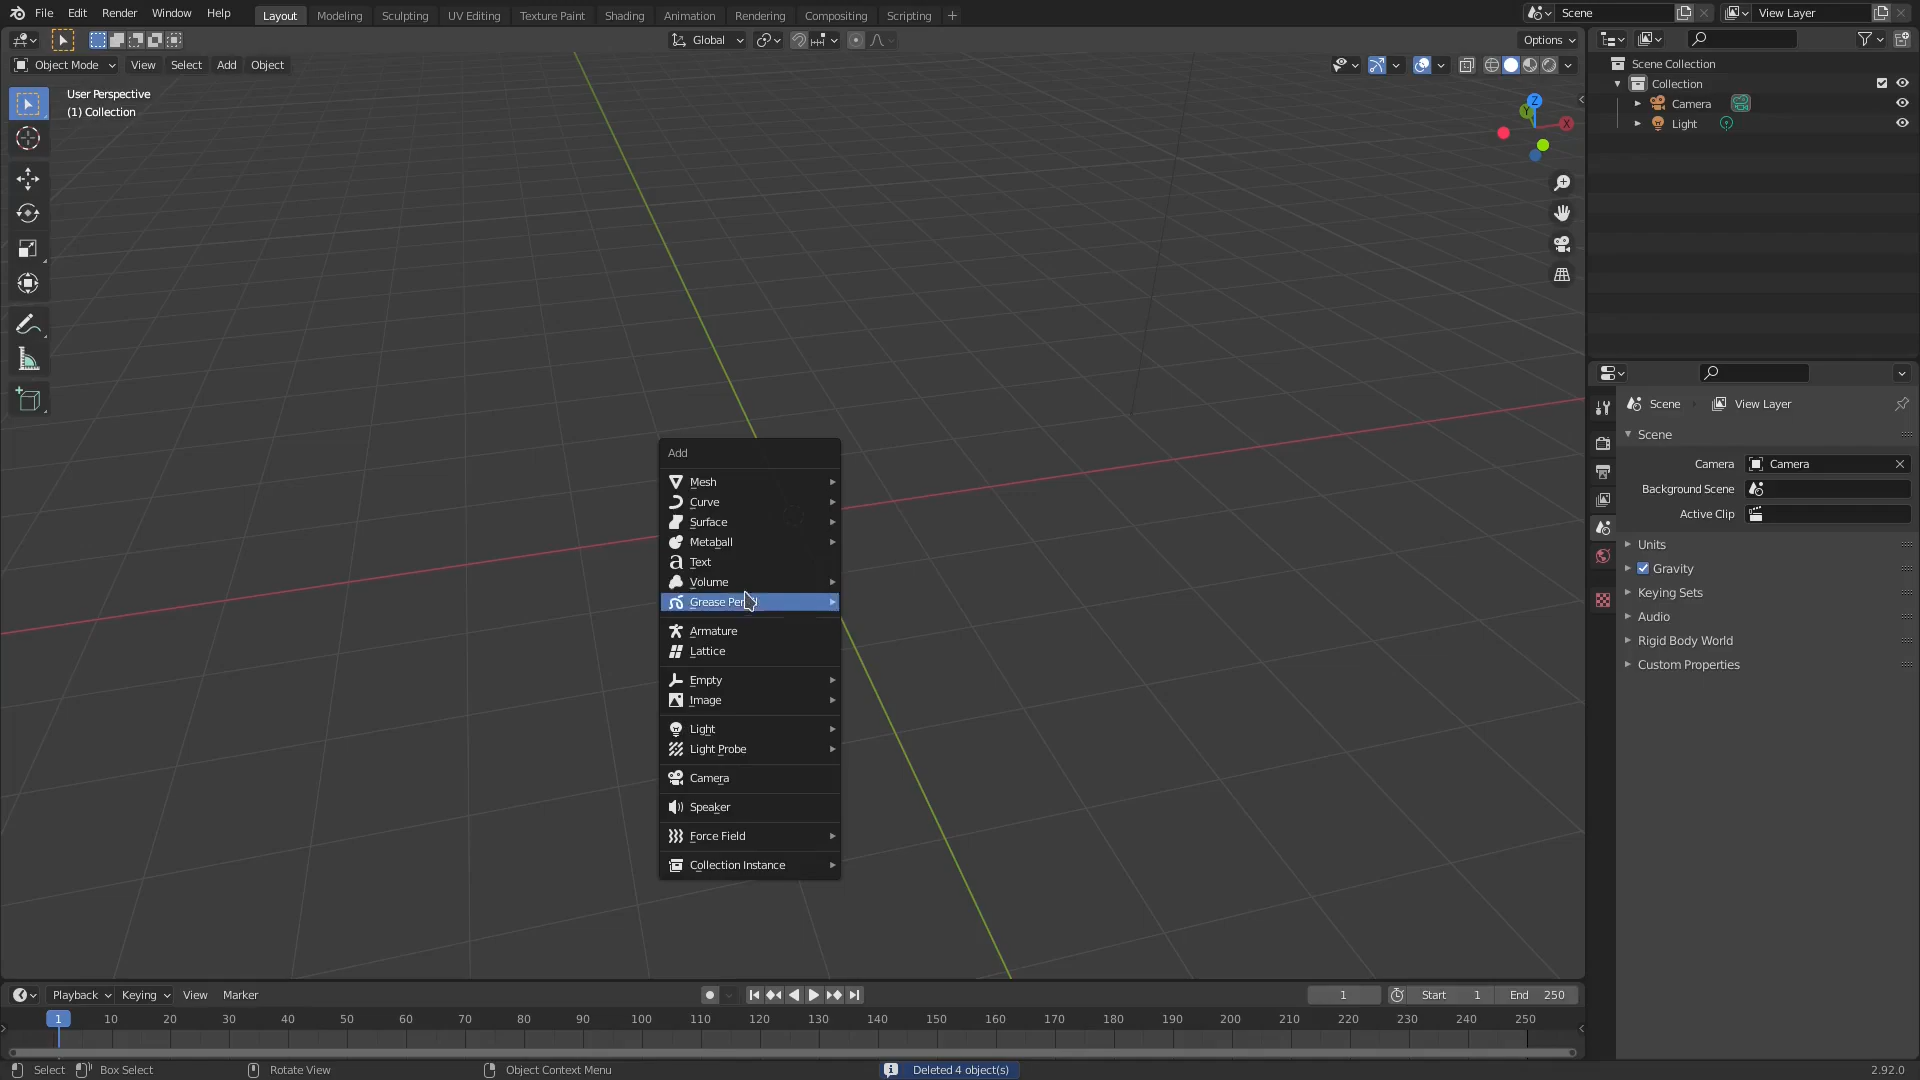 File Edit Render Window Help Layout Modeling Sculpting UV Editing Texture Paint Shading Animation Rendering Compositing Scripting + Scene View Layer
Global Options
Object Mode View Select Add Object
User Perspective
(1) Collection
Z
Y
X
Scene Collection
Collection
Camera
Light
Add
Mesh
Curve
Surface
Metaball
Text
Volume
Grease
Armature
Lattice
Empty
Image
Light
Light Probe
Camera
Speaker
Force Field
Collection Instance
Scene View Layer
Scene
Camera Camera
Background Scene
Active Clip
Units
Gravity
Keying Sets
Audio
Rigid Body World
Custom Properties
Playback Keying View Marker 1 Start 1 End 250
1 10 20 30 40 50 60 70 80 90 100 110 120 130 140 150 160 170 180 190 200 210 220 230 240 250
Select Box Select Rotate View Object Context Menu Deleted 4 object(s) 2.92.0